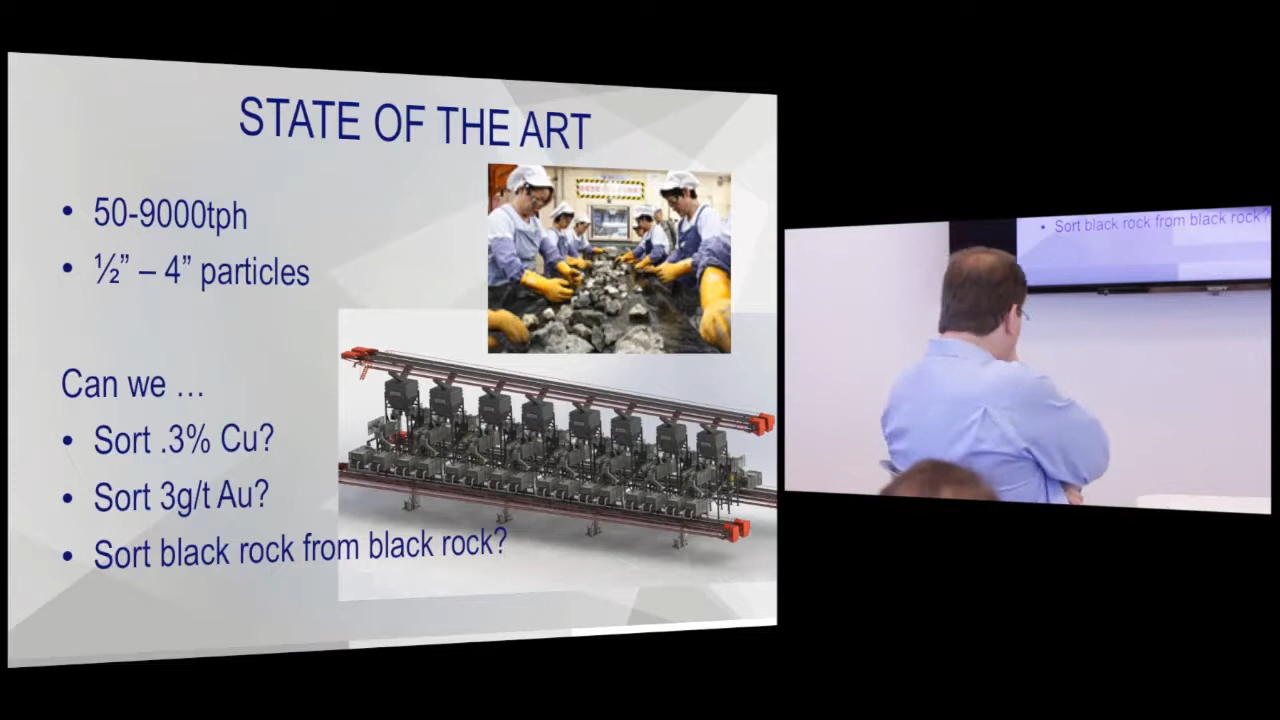 STATE OF THE ART
• 50-9000tph
• ½” – 4” particles
Can we …
• Sort .3% Cu?
• Sort 3g/t Au?
• Sort black rock from black rock?
• Sort black rock from black rock?